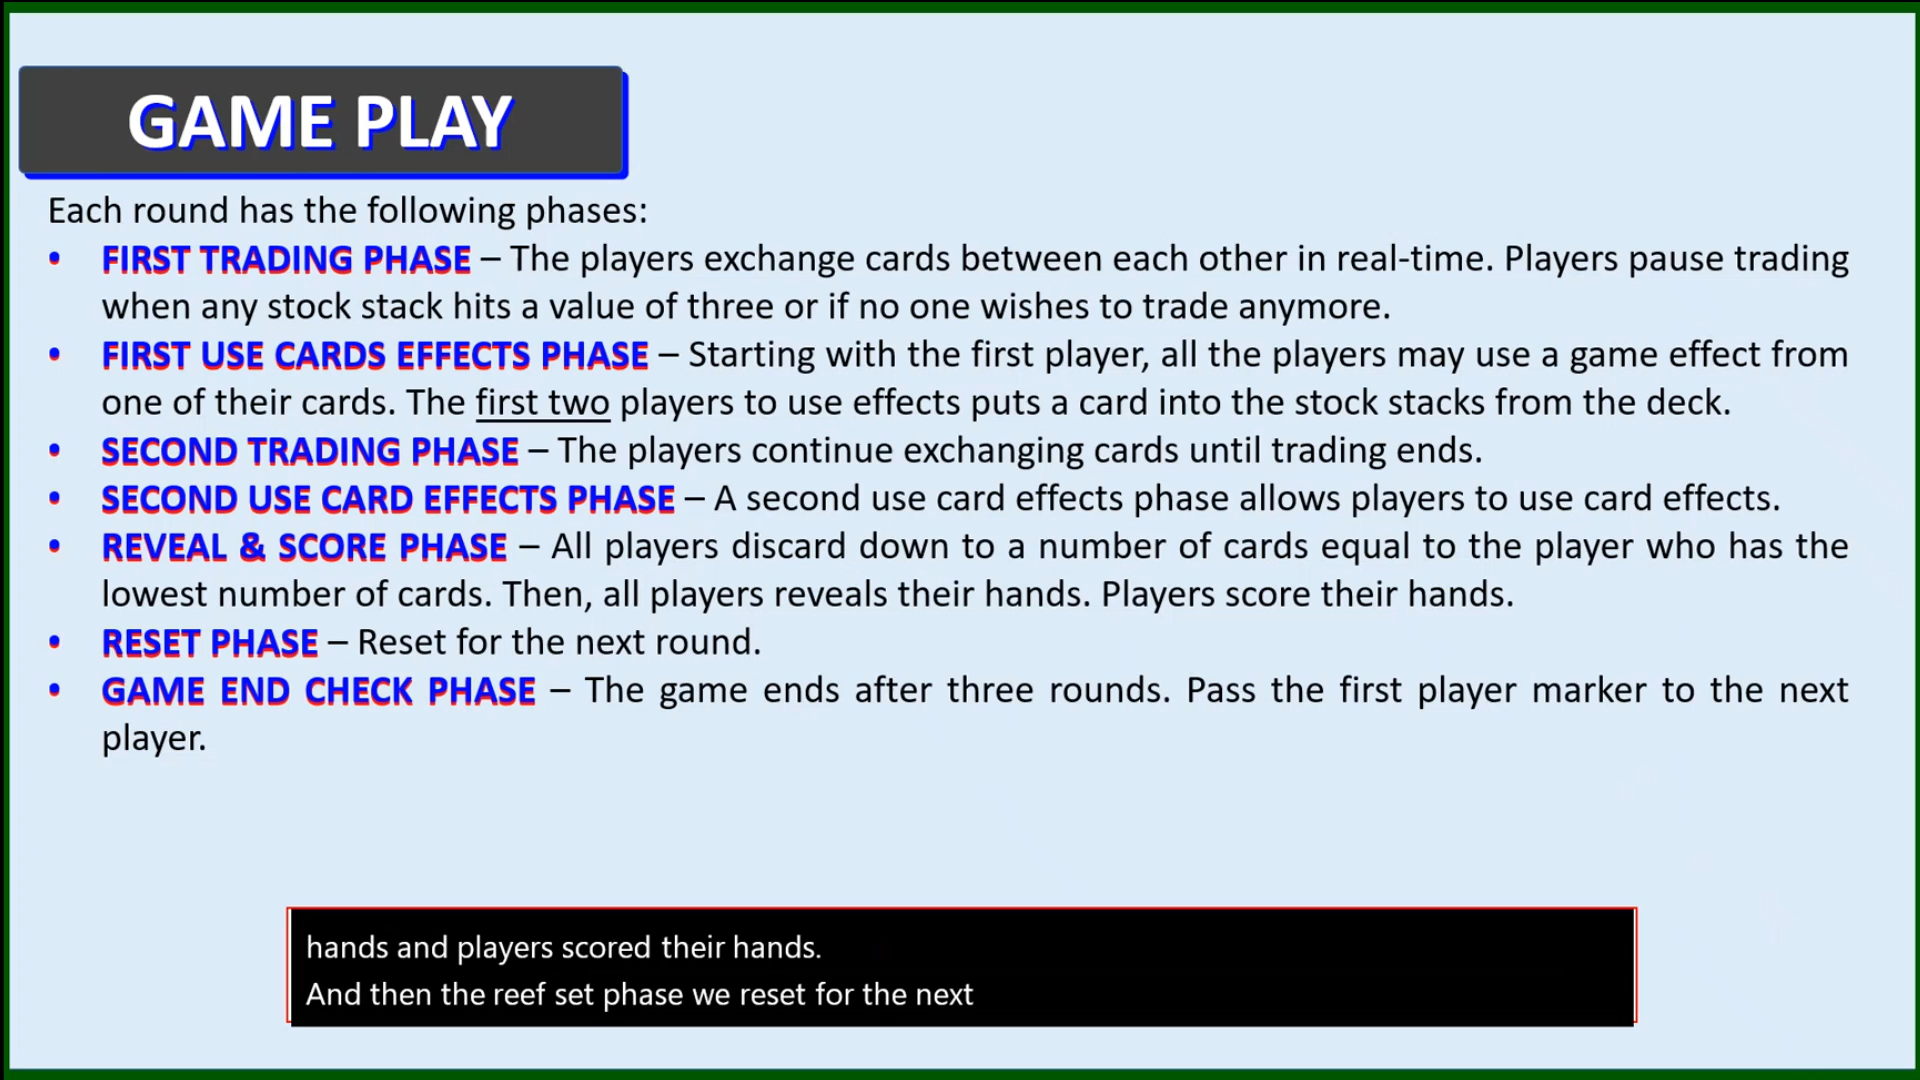 GAME PLAY
Each round has the following phases:
• FIRST TRADING PHASE – The players exchange cards between each other in real-time. Players pause trading
when any stock stack hits a value of three or if no one wishes to trade anymore.
• FIRST USE CARDS EFFECTS PHASE – Starting with the first player, all the players may use a game effect from
one of their cards. The first two players to use effects puts a card into the stock stacks from the deck.
• SECOND TRADING PHASE – The players continue exchanging cards until trading ends.
• SECOND USE CARD EFFECTS PHASE – A second use card effects phase allows players to use card effects.
• REVEAL & SCORE PHASE – All players discard down to a number of cards equal to the player who has the
lowest number of cards. Then, all players reveals their hands. Players score their hands.
• RESET PHASE – Reset for the next round.
• GAME END CHECK PHASE – The game ends after three rounds. Pass the first player marker to the next
player.
hands and players scored their hands.
And then the reef set phase we reset for the next